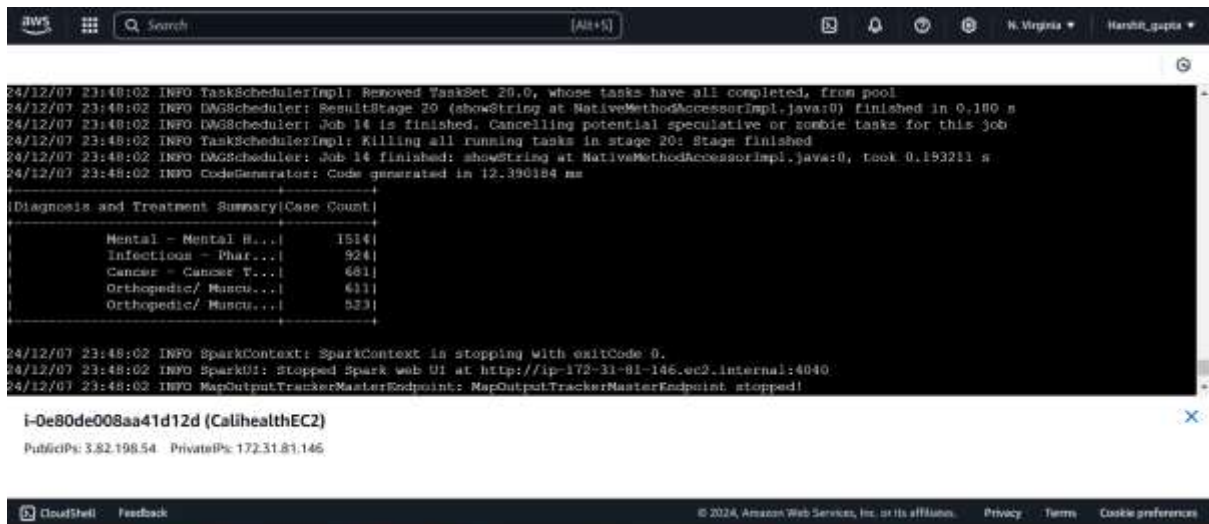 aws Search [Alt+S] N. Virginia Harshit_gupta
24/12/07 23:48:02 INFO TaskSchedulerImpl: Removed TaskSet 20.0, whose tasks have all completed, from pool
24/12/07 23:48:02 INFO DAGScheduler: ResultStage 20 (showString at NativeMethodAccessorImpl.java:0) finished in 0.180 s
24/12/07 23:48:02 INFO DAGScheduler: Job 14 is finished. Cancelling potential speculative or zombie tasks for this job
24/12/07 23:48:02 INFO TaskSchedulerImpl: Killing all running tasks in stage 20: Stage finished
24/12/07 23:48:02 INFO DAGScheduler: Job 14 finished: showString at NativeMethodAccessorImpl.java:0, took 0.193211 s
24/12/07 23:48:02 INFO CodeGenerator: Code generated in 12.390184 ms
+-------------------------------+----------+
|Diagnosis and Treatment Summary|Case Count|
+-------------------------------+----------+
| Mental - Mental H...| 1514|
| Infectious - Phar...| 924|
| Cancer - Cancer T...| 681|
| Orthopedic/ Muscu...| 611|
| Orthopedic/ Muscu...| 523|
+-------------------------------+----------+
24/12/07 23:48:02 INFO SparkContext: SparkContext is stopping with exitCode 0.
24/12/07 23:48:02 INFO SparkUI: Stopped Spark web UI at http://ip-172-31-81-146.ec2.internal:4040
24/12/07 23:48:02 INFO MapOutputTrackerMasterEndpoint: MapOutputTrackerMasterEndpoint stopped!
i-0e80de008aa41d12d (CalihealthEC2)
PublicIPs: 3.82.198.54 PrivateIPs: 172.31.81.146
CloudShell Feedback © 2024, Amazon Web Services, Inc. or its affiliates. Privacy Terms Cookie preferences